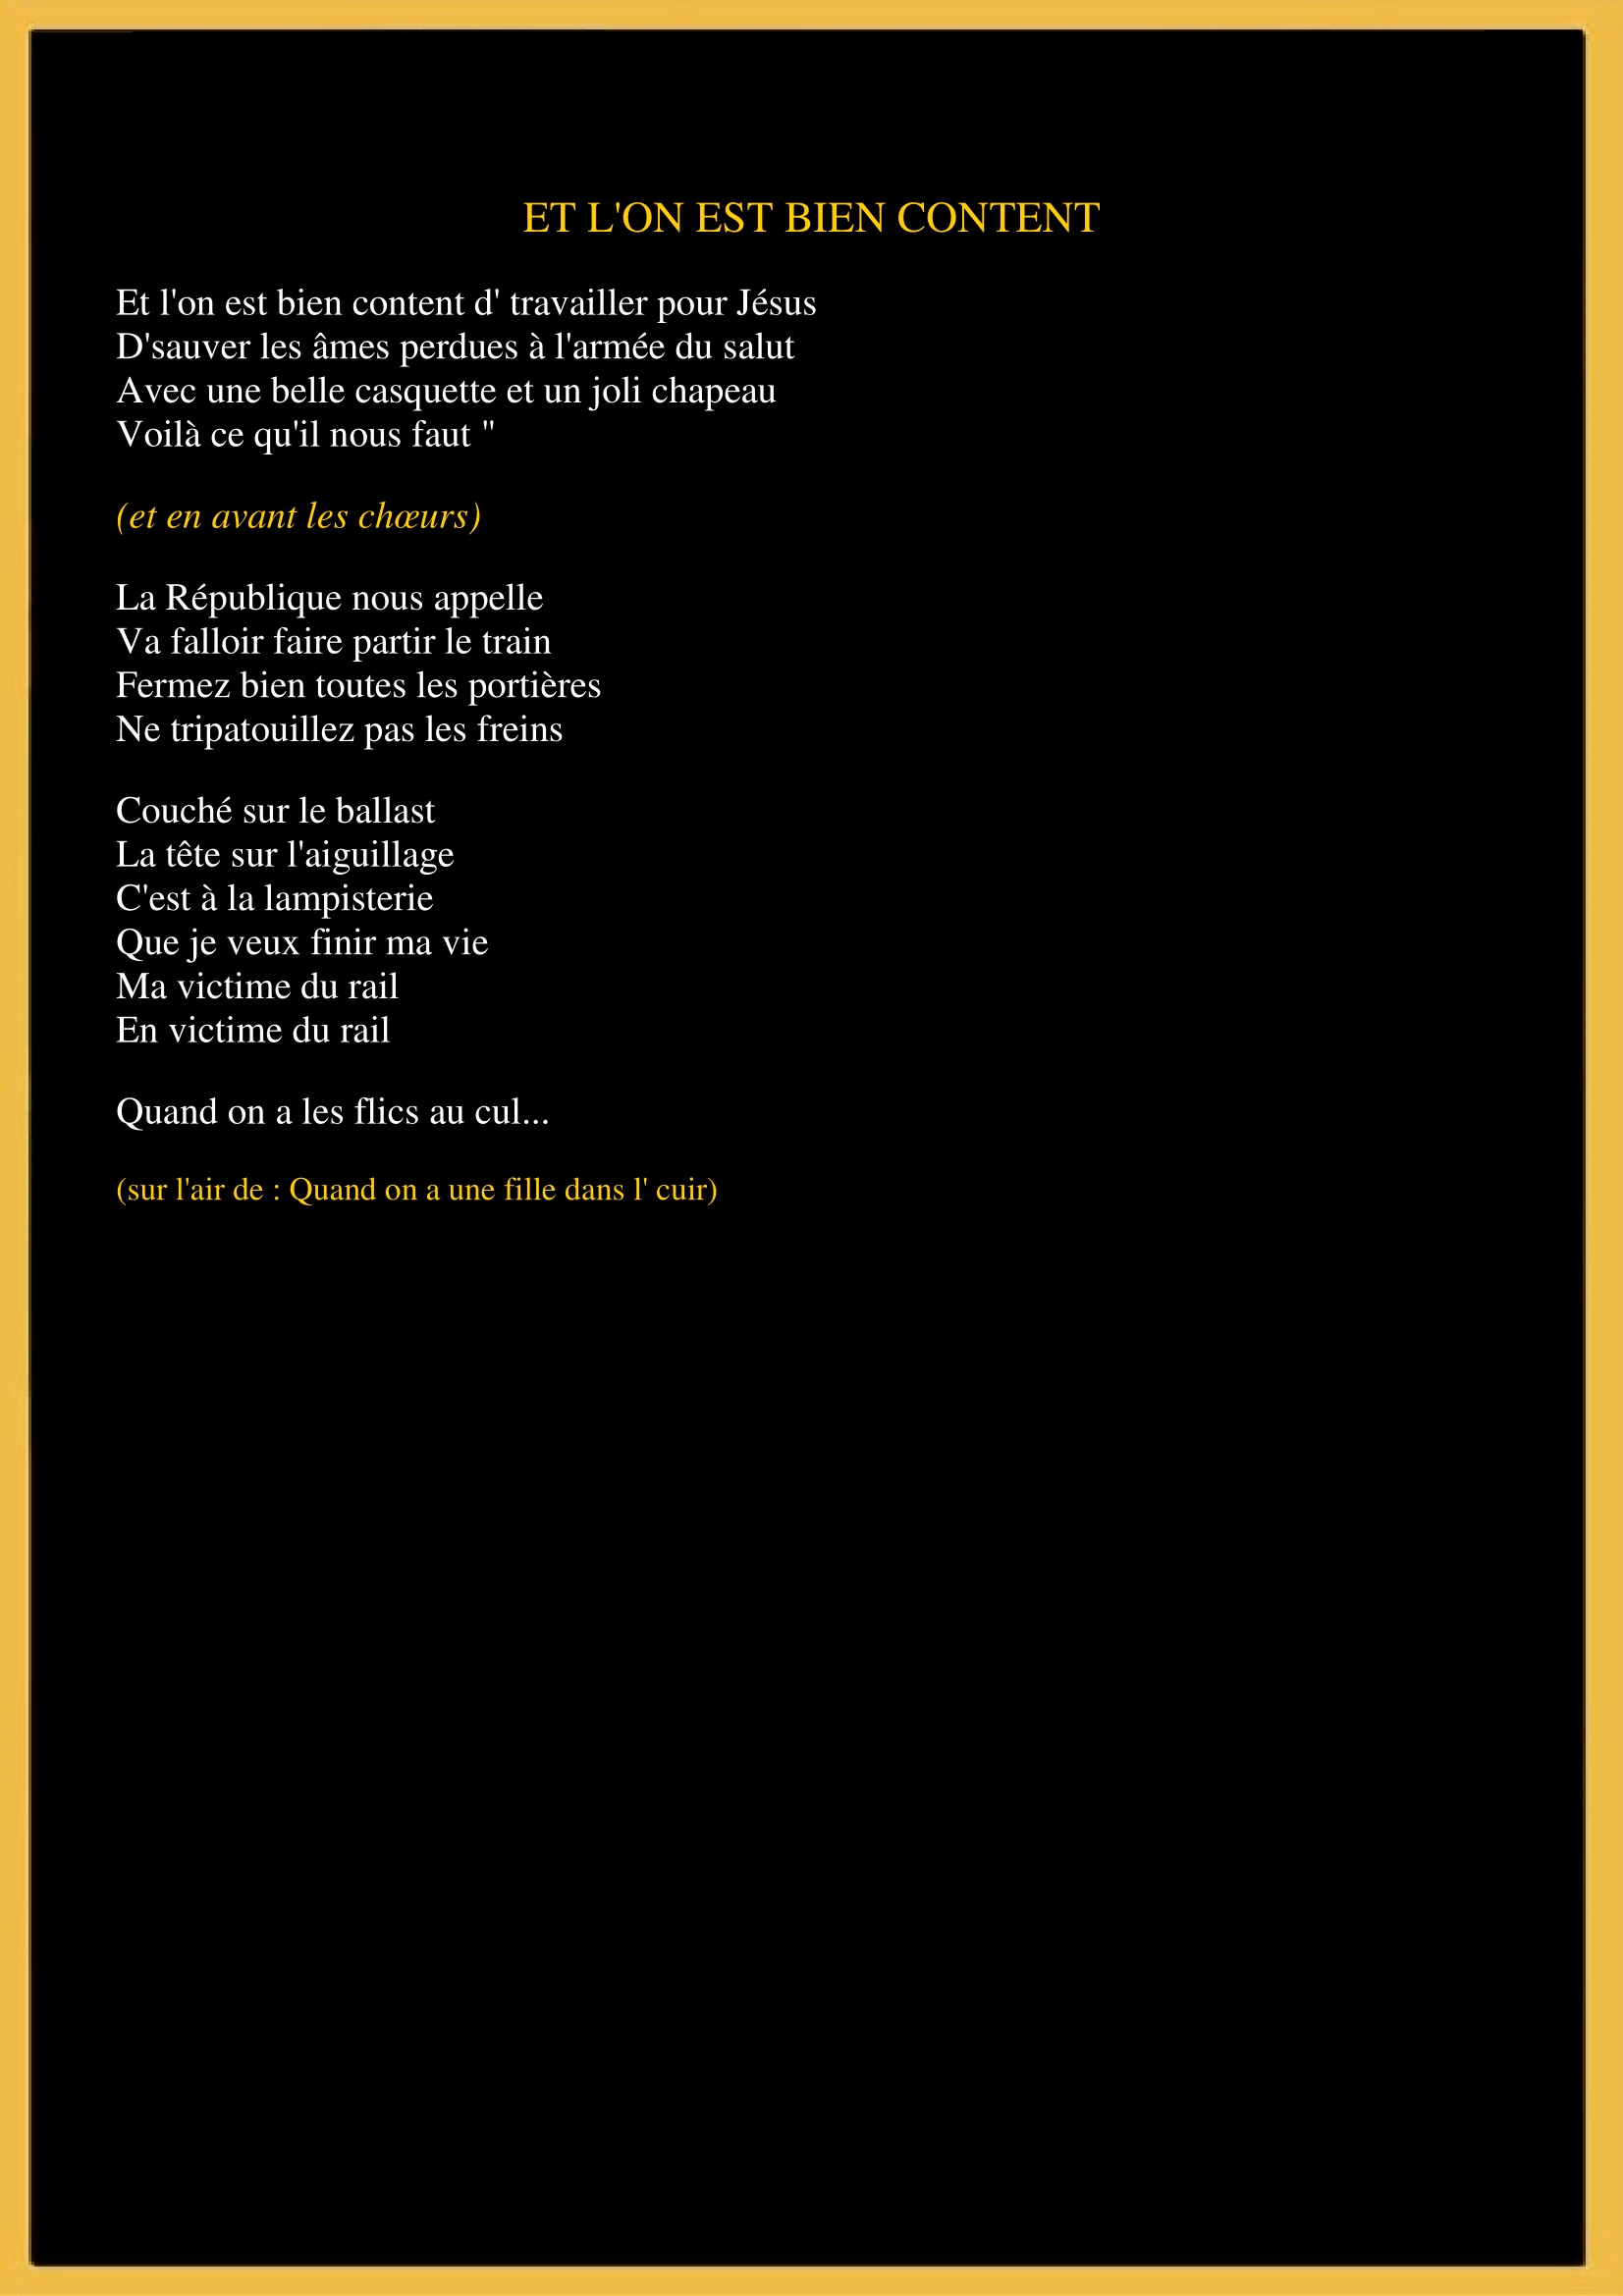 ET L'ON EST BIEN CONTENT
Et l'on est bien content d' travailler pour Jésus
D'sauver les âmes perdues à l'armée du salut
Avec une belle casquette et un joli chapeau
Voilà ce qu'il nous faut "
(et en avant les chœurs)
La République nous appelle
Va falloir faire partir le train
Fermez bien toutes les portières
Ne tripatouillez pas les freins
Couché sur le ballast
La tête sur l'aiguillage
C'est à la lampisterie
Que je veux finir ma vie
Ma victime du rail
En victime du rail
Quand on a les flics au cul...
(sur l'air de : Quand on a une fille dans l' cuir)